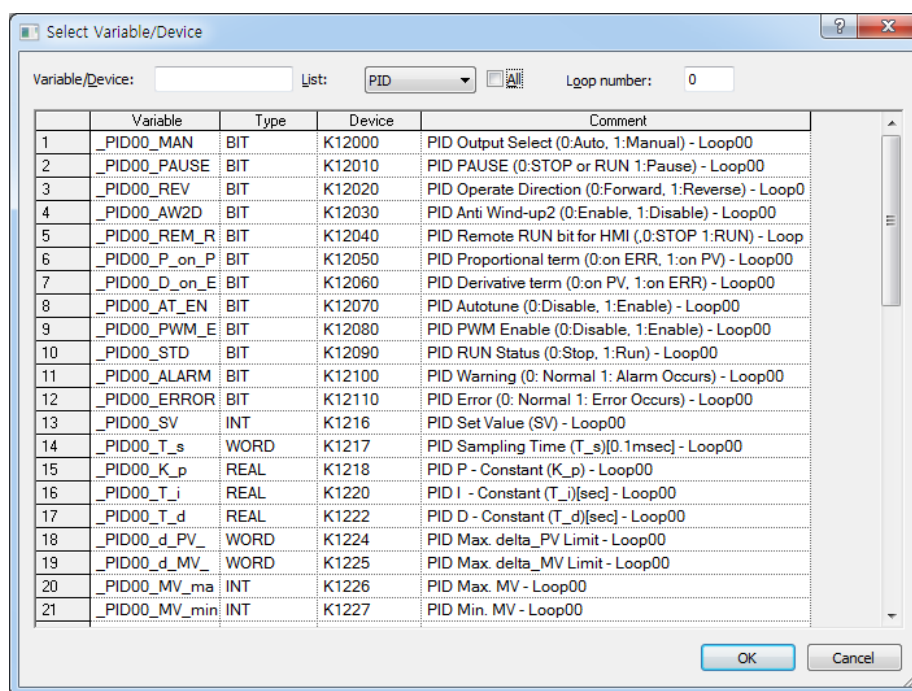 Select Variable/Device
Variable/Device: List: PID All Loop number: 0
Variable Type Device Comment
1 _PID00_MAN BIT K12000 PID Output Select (0:Auto, 1:Manual) - Loop00
2 _PID00_PAUSE BIT K12010 PID PAUSE (0:STOP or RUN 1:Pause) - Loop00
3 _PID00_REV BIT K12020 PID Operate Direction (0:Forward, 1:Reverse) - Loop0
4 _PID00_AW2D BIT K12030 PID Anti Wind-up2 (0:Enable, 1:Disable) - Loop00
5 _PID00_REM_R BIT K12040 PID Remote RUN bit for HMI (,0:STOP 1:RUN) - Loop
6 _PID00_P_on_P BIT K12050 PID Proportional term (0:on ERR, 1:on PV) - Loop00
7 _PID00_D_on_E BIT K12060 PID Derivative term (0:on PV, 1:on ERR) - Loop00
8 _PID00_AT_EN BIT K12070 PID Autotune (0:Disable, 1:Enable) - Loop00
9 _PID00_PWM_E BIT K12080 PID PWM Enable (0:Disable, 1:Enable) - Loop00
10 _PID00_STD BIT K12090 PID RUN Status (0:Stop, 1:Run) - Loop00
11 _PID00_ALARM BIT K12100 PID Warning (0: Normal 1: Alarm Occurs) - Loop00
12 _PID00_ERROR BIT K12110 PID Error (0: Normal 1: Error Occurs) - Loop00
13 _PID00_SV INT K1216 PID Set Value (SV) - Loop00
14 _PID00_T_s WORD K1217 PID Sampling Time (T_s)[0.1msec] - Loop00
15 _PID00_K_p REAL K1218 PID P - Constant (K_p) - Loop00
16 _PID00_T_i REAL K1220 PID I - Constant (T_i)[sec] - Loop00
17 _PID00_T_d REAL K1222 PID D - Constant (T_d)[sec] - Loop00
18 _PID00_d_PV_ WORD K1224 PID Max. delta_PV Limit - Loop00
19 _PID00_d_MV_ WORD K1225 PID Max. delta_MV Limit - Loop00
20 _PID00_MV_ma INT K1226 PID Max. MV - Loop00
21 _PID00_MV_min INT K1227 PID Min. MV - Loop00
OK Cancel